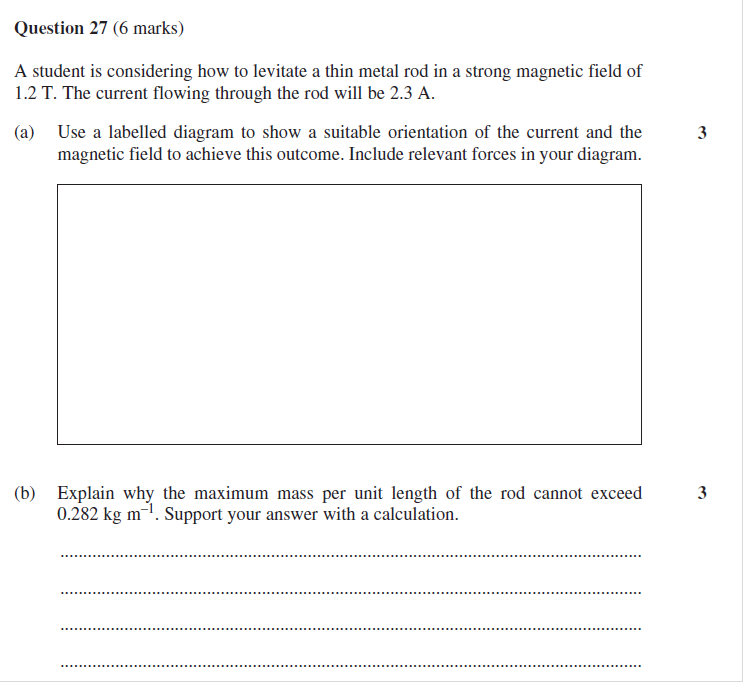 Question 27 (6 marks)
A student is considering how to levitate a thin metal rod in a strong magnetic field of
1.2 T. The current flowing through the rod will be 2.3 A.
(a) Use a labelled diagram to show a suitable orientation of the current and the 3
magnetic field to achieve this outcome. Include relevant forces in your diagram.
(b) Explain why the maximum mass per unit length of the rod cannot exceed 3
0.282 kg m⁻¹. Support your answer with a calculation.